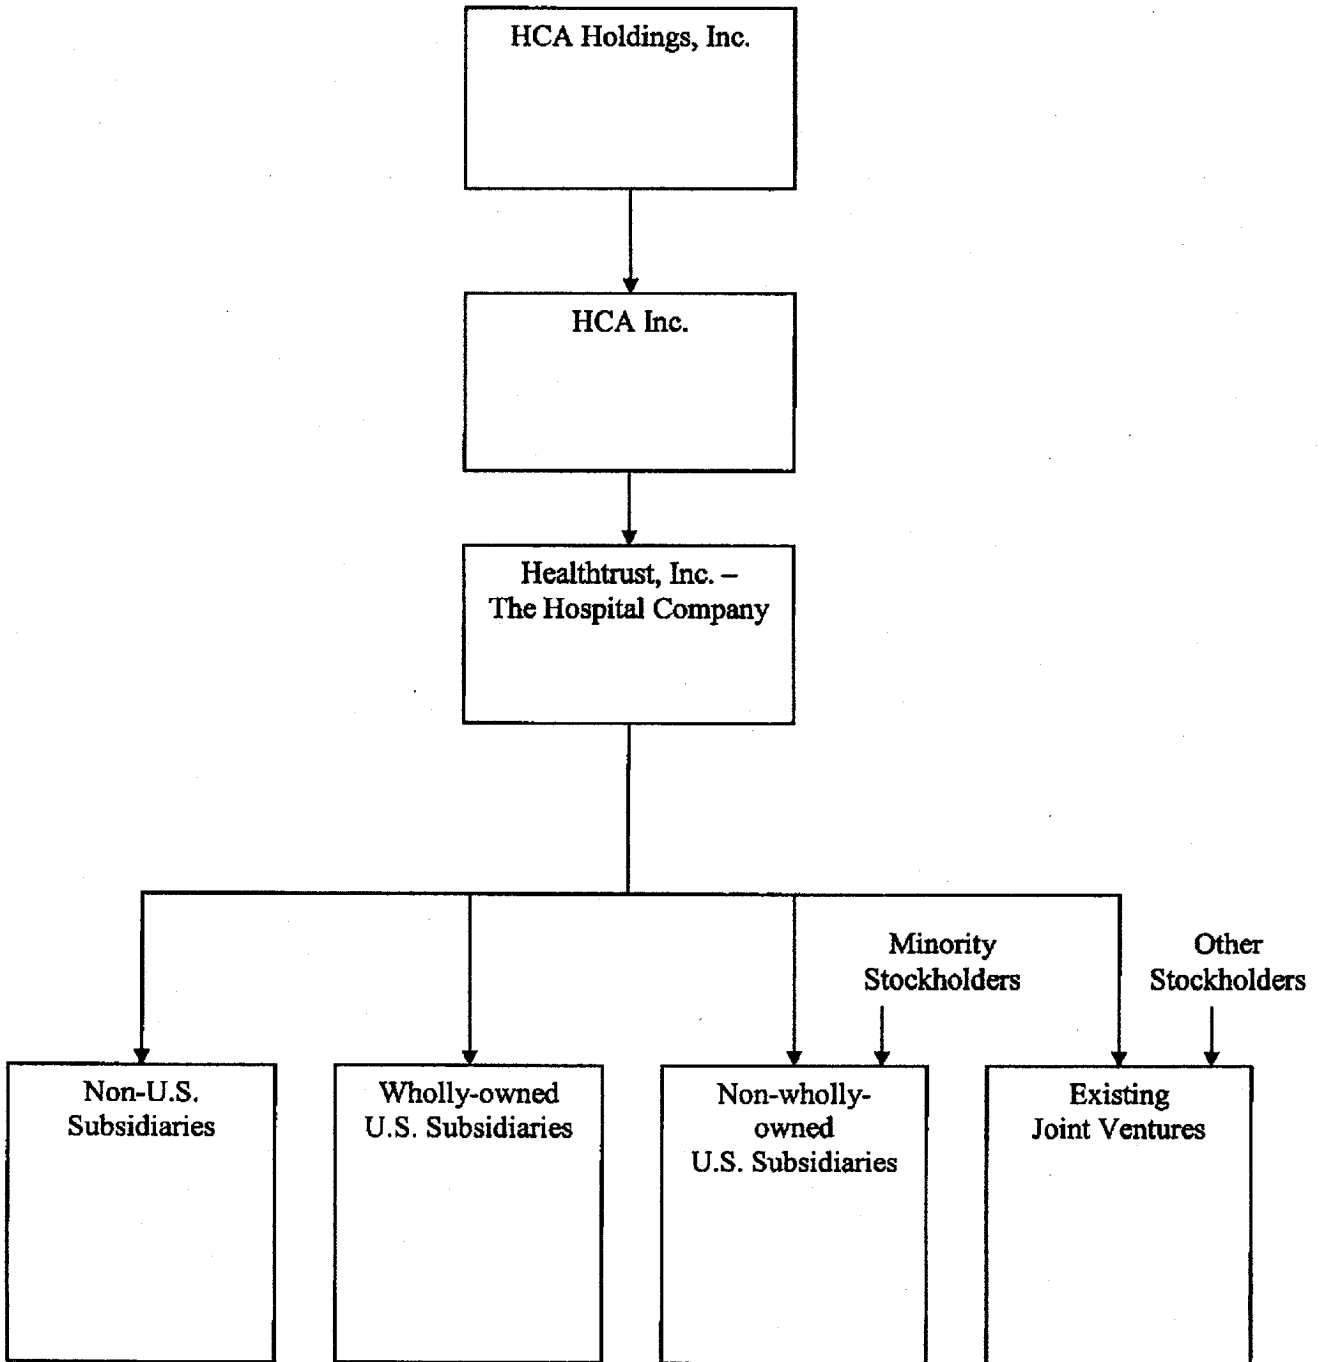 HCA Holdings, Inc.
HCA Inc.
Healthtrust, Inc. –
The Hospital Company
Minority
Stockholders
Other
Stockholders
Non-U.S.
Subsidiaries
Wholly-owned
U.S. Subsidiaries
Non-wholly-
owned
U.S. Subsidiaries
Existing
Joint Ventures